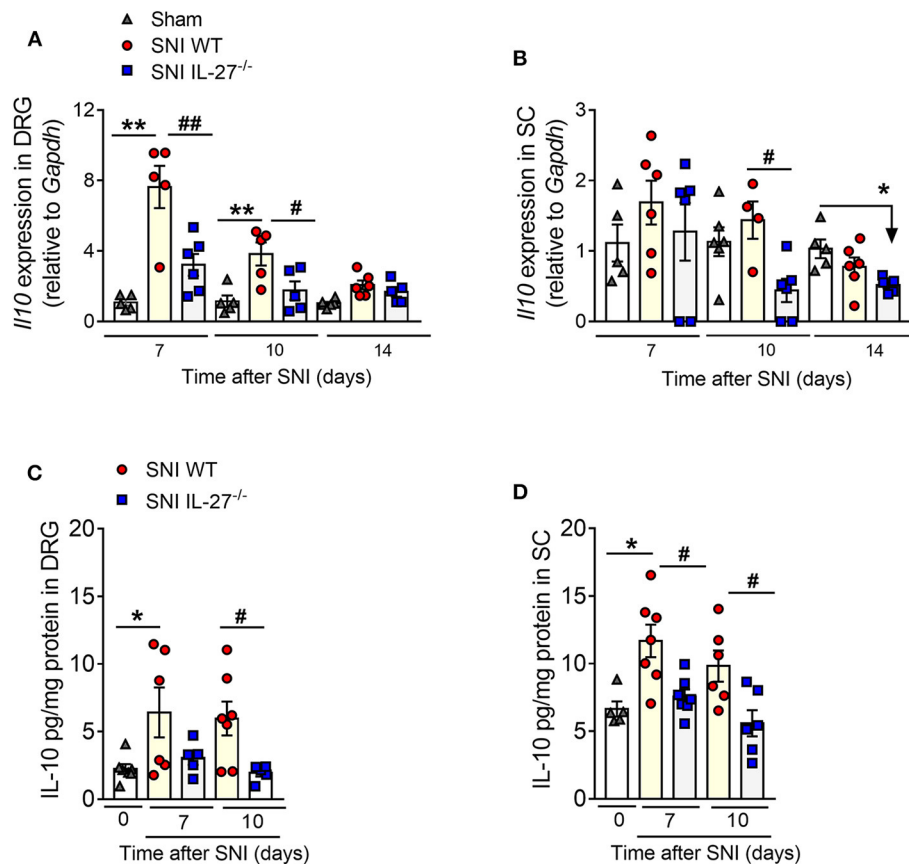 A
Sham
SNI WT
SNI IL-27-/-
Il10 expression in DRG
(relative to Gapdh)
12
8
4
0
**
##
**
#
7
10
14
Time after SNI (days)
B
Il10 expression in SC
(relative to Gapdh)
3
2
1
0
#
*
7
10
14
Time after SNI (days)
C
SNI WT
SNI IL-27-/-
IL-10 pg/mg protein in DRG
20
15
10
5
0
*
#
0
7
10
Time after SNI (days)
D
IL-10 pg/mg protein in SC
20
15
10
5
0
*
#
#
0
7
10
Time after SNI (days)